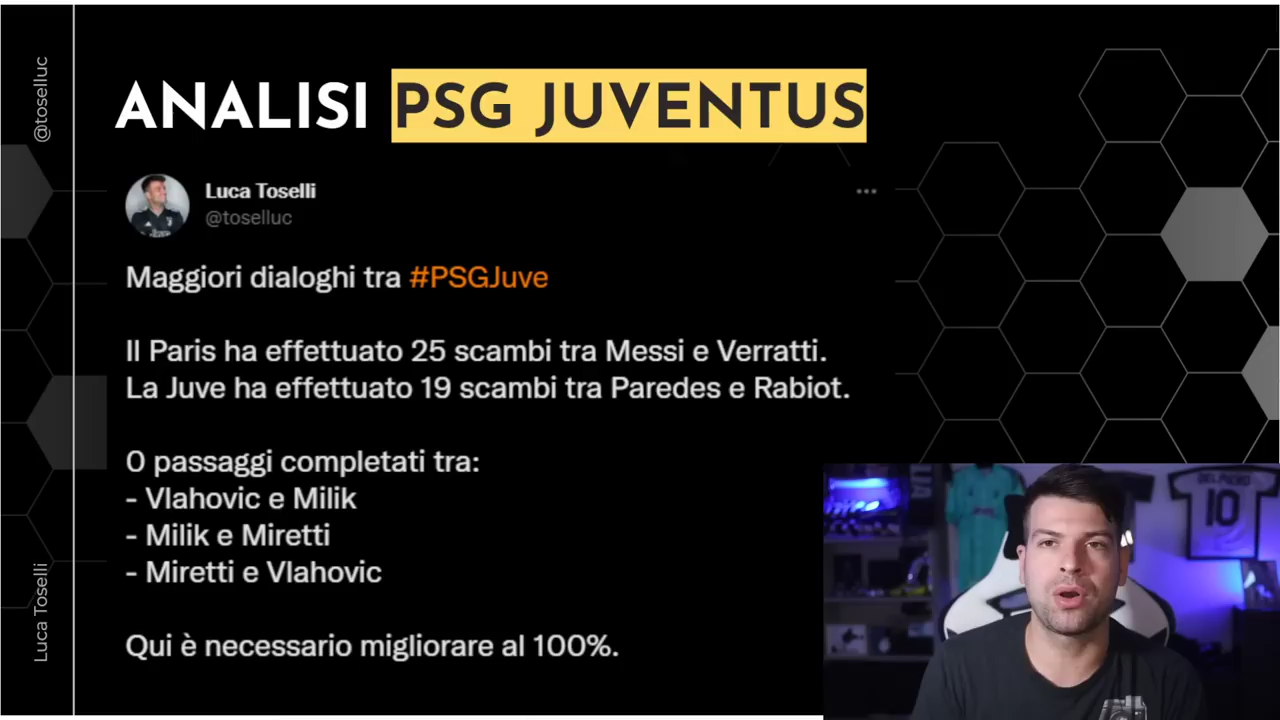 @toselluc
Luca Toselli
ANALISI PSG JUVENTUS
Luca Toselli
@toselluc
Maggiori dialoghi tra #PSGJuve
Il Paris ha effettuato 25 scambi tra Messi e Verratti.
La Juve ha effettuato 19 scambi tra Paredes e Rabiot.
0 passaggi completati tra:
- Vlahovic e Milik
- Milik e Miretti
- Miretti e Vlahovic
Qui è necessario migliorare al 100%.
DEL PIERO
10